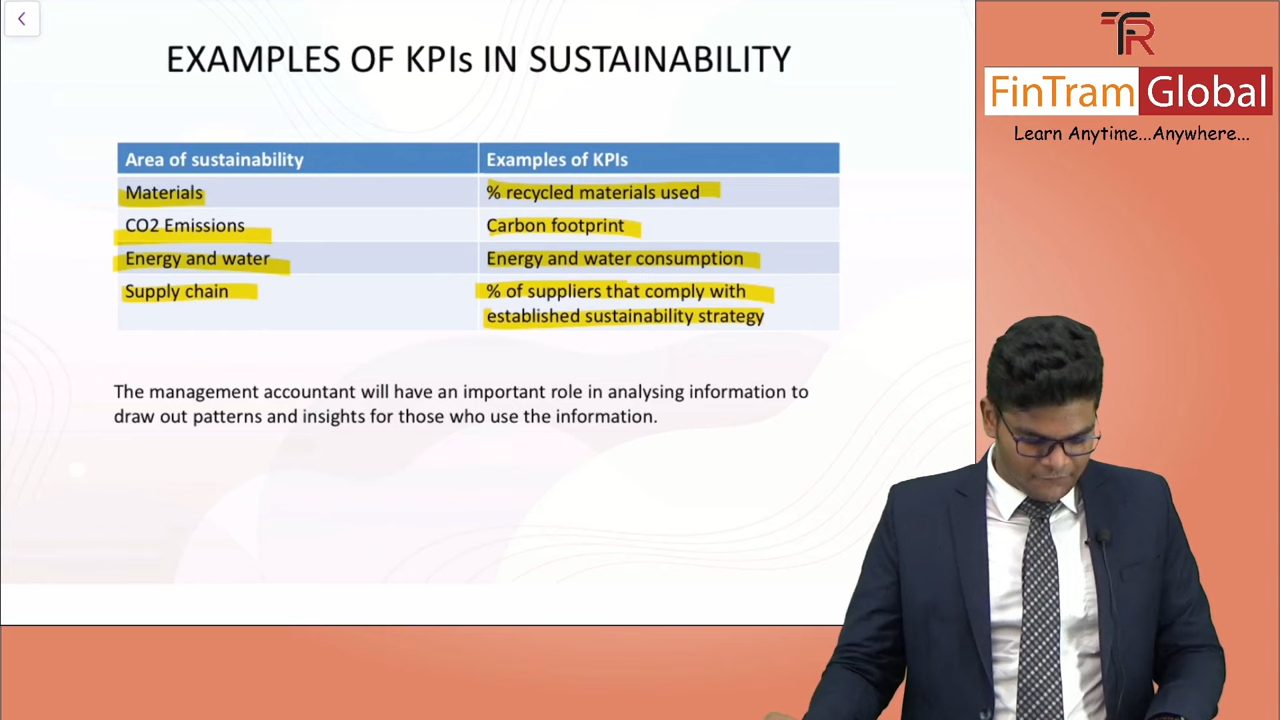 EXAMPLES OF KPIs IN SUSTAINABILITY
Area of sustainability
Examples of KPIs
Materials
% recycled materials used
CO2 Emissions
Carbon footprint
Energy and water
Energy and water consumption
Supply chain
% of suppliers that comply with
established sustainability strategy
The management accountant will have an important role in analysing information to
draw out patterns and insights for those who use the information.
TFR
FinTram Global
Learn Anytime...Anywhere...